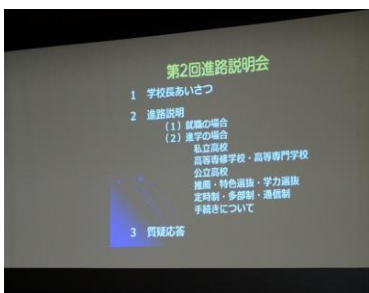 第2回進路説明会
1 学校長あいさつ
2 進路説明
(1) 就職の場合
(2) 進学の場合
私立高校
高等専修学校・高等専門学校
公立高校
推薦・特色選抜・学力選抜
定時制・多部制・通信制
手続きについて
3 質疑応答